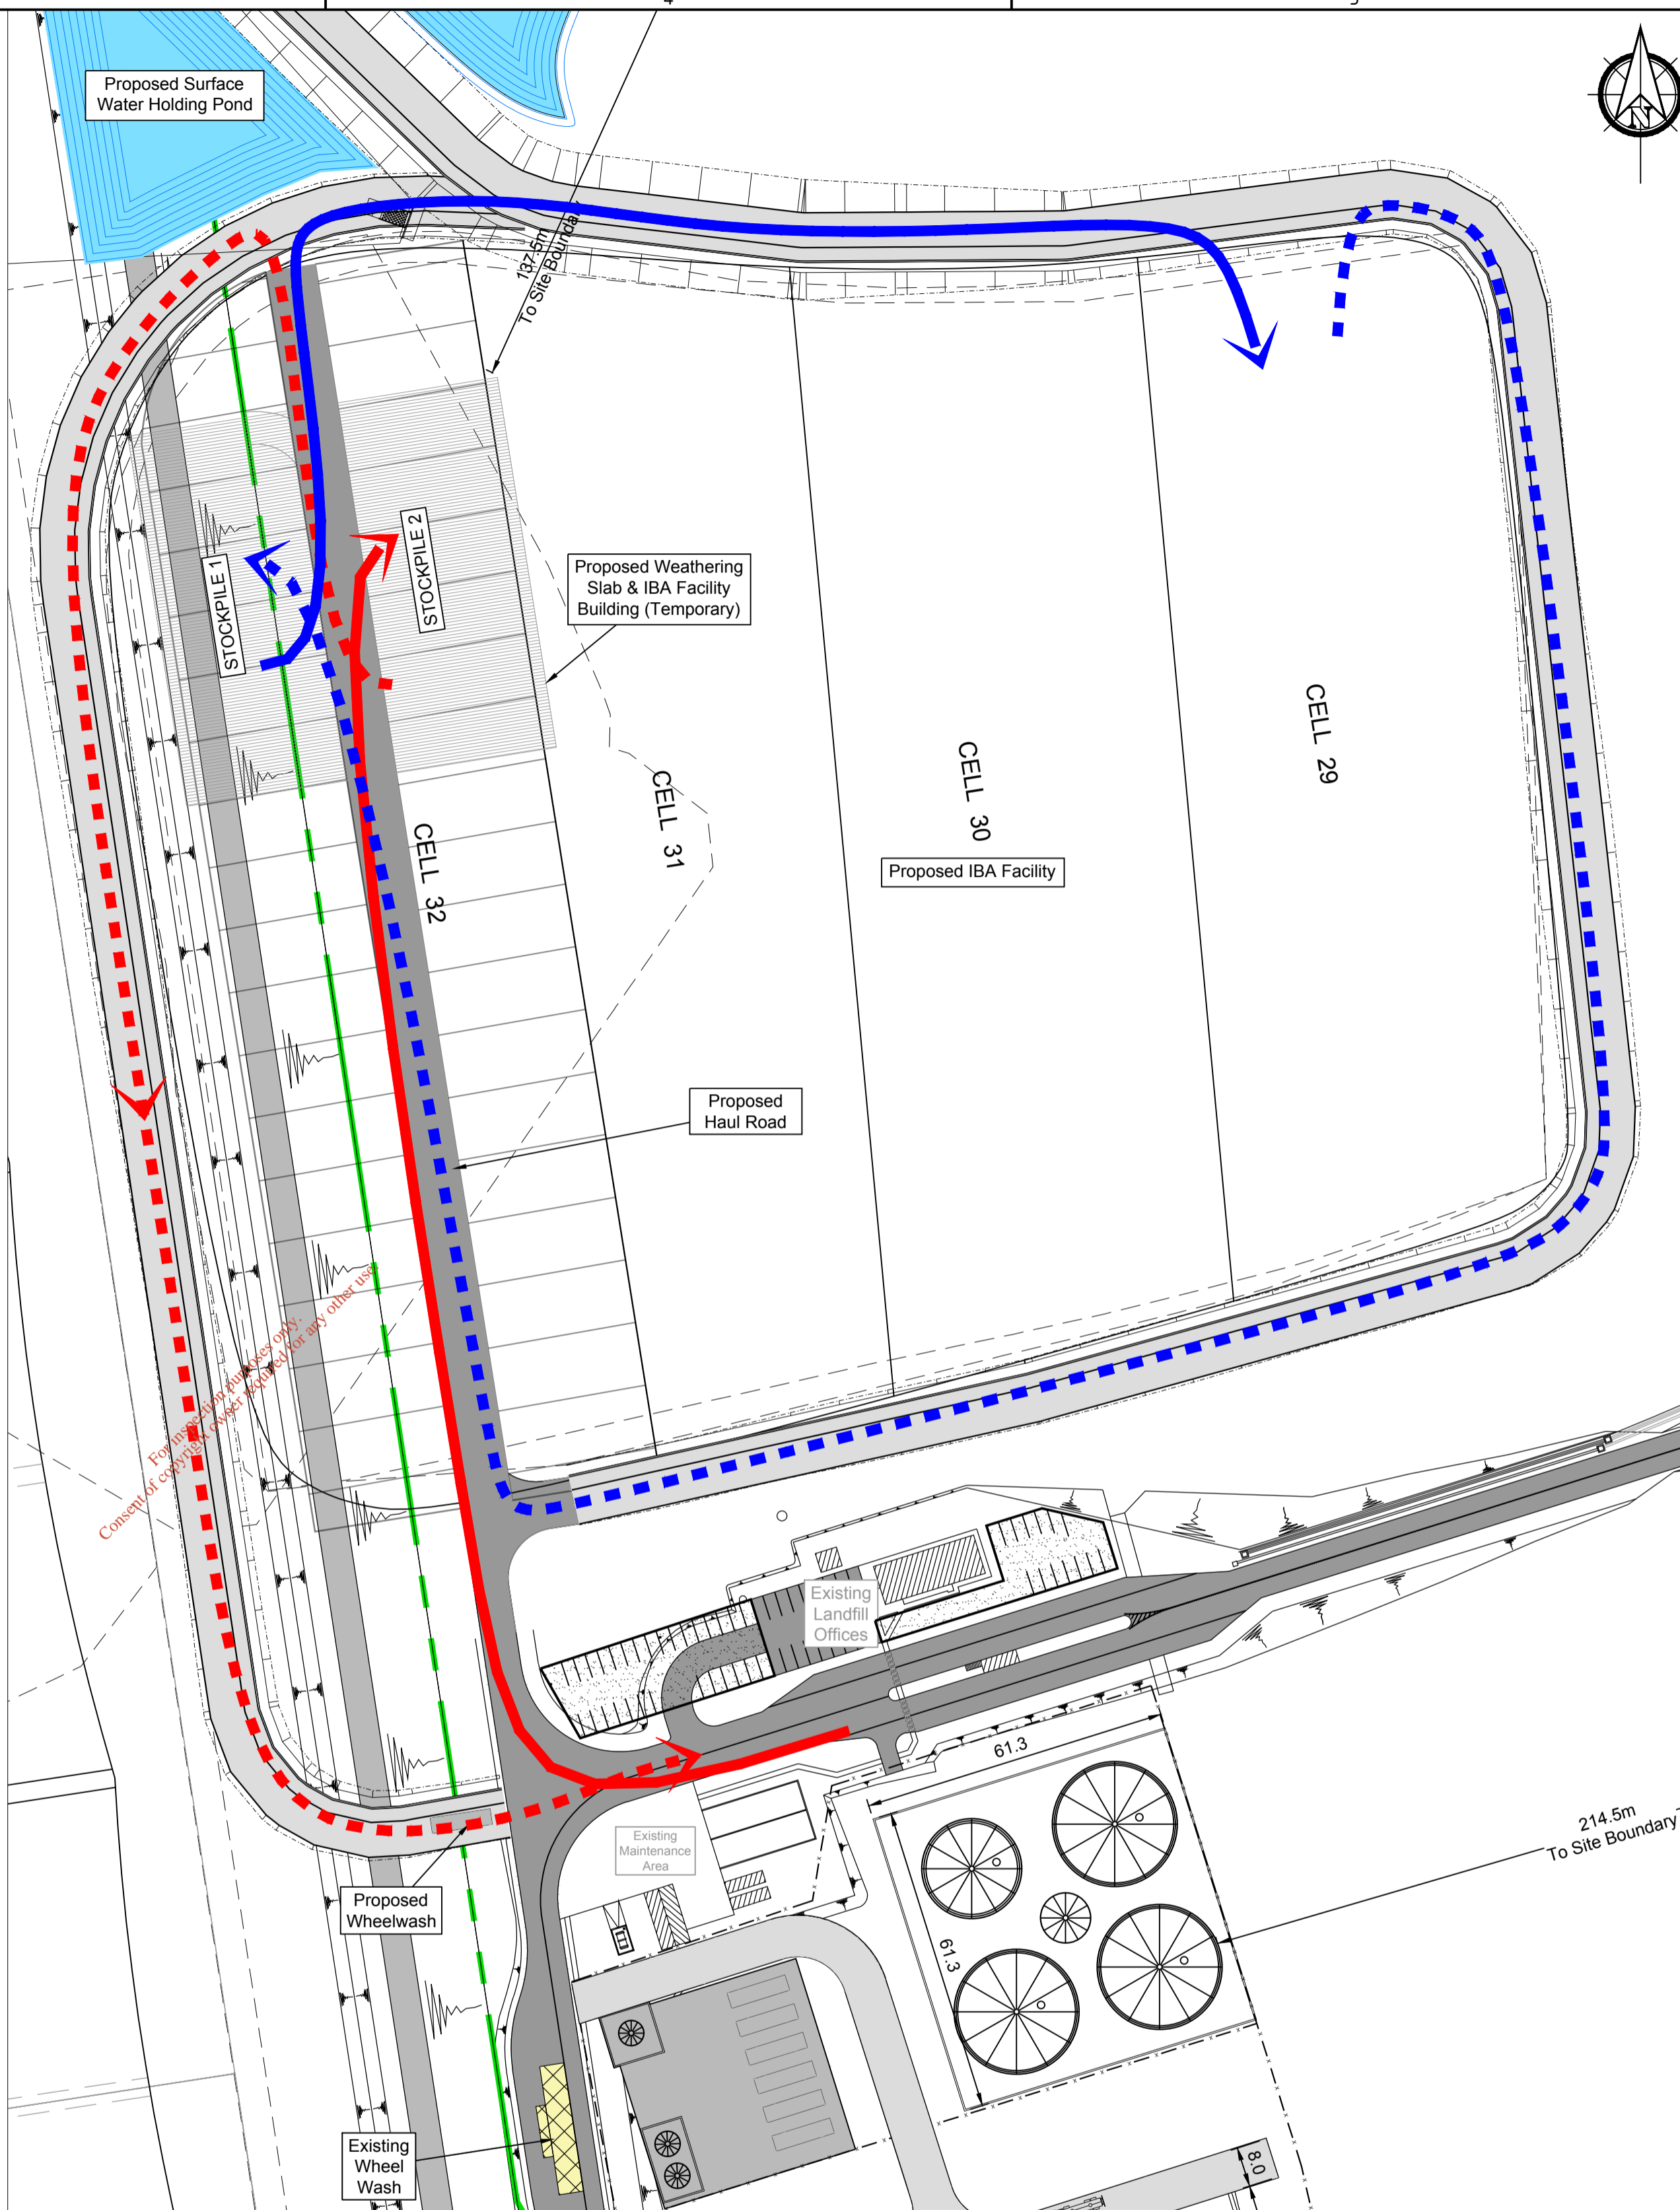 4
Proposed Surface
Water Holding Pond
N
137.5m
To Site Boundary
STOCKPILE 1
STOCKPILE 2
Proposed Weathering
Slab & IBA Facility
Building (Temporary)
CELL 29
CELL 30
CELL 31
CELL 32
Proposed IBA Facility
Proposed
Haul Road
For inspection purposes only.
Consent of copyright owner required for any other use.
Existing
Landfill
Offices
61.3
61.3
214.5m
To Site Boundary
Existing
Maintenance
Area
Proposed
Wheelwash
Existing
Wheel
Wash
8.0